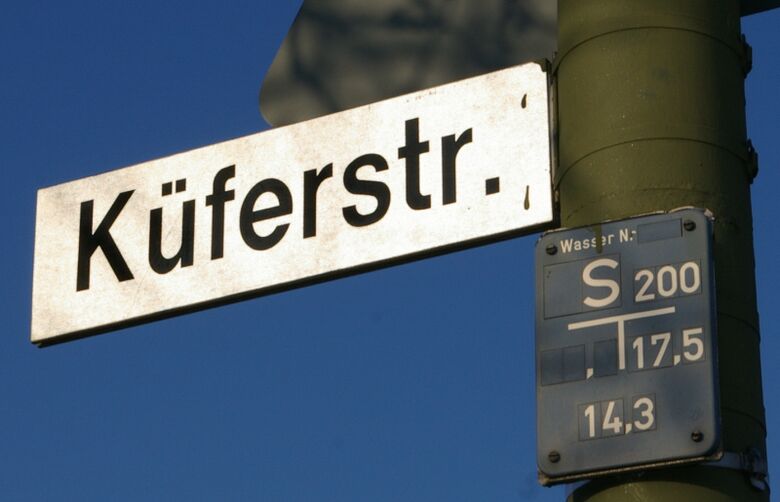 Küferstr.
Wasser N.-
S 200
, 17,5
14,3